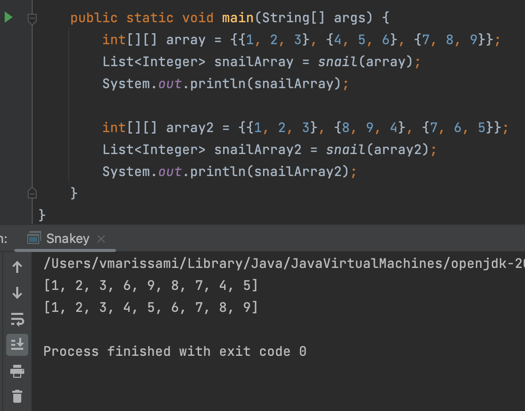 public static void main(String[] args) {
int[][] array = {{1, 2, 3}, {4, 5, 6}, {7, 8, 9}};
List<Integer> snailArray = snail(array);
System.out.println(snailArray);
int[][] array2 = {{1, 2, 3}, {8, 9, 4}, {7, 6, 5}};
List<Integer> snailArray2 = snail(array2);
System.out.println(snailArray2);
}
}
n: Snakey ×
/Users/vmarissami/Library/Java/JavaVirtualMachines/openjdk-20
[1, 2, 3, 6, 9, 8, 7, 4, 5]
[1, 2, 3, 4, 5, 6, 7, 8, 9]
Process finished with exit code 0